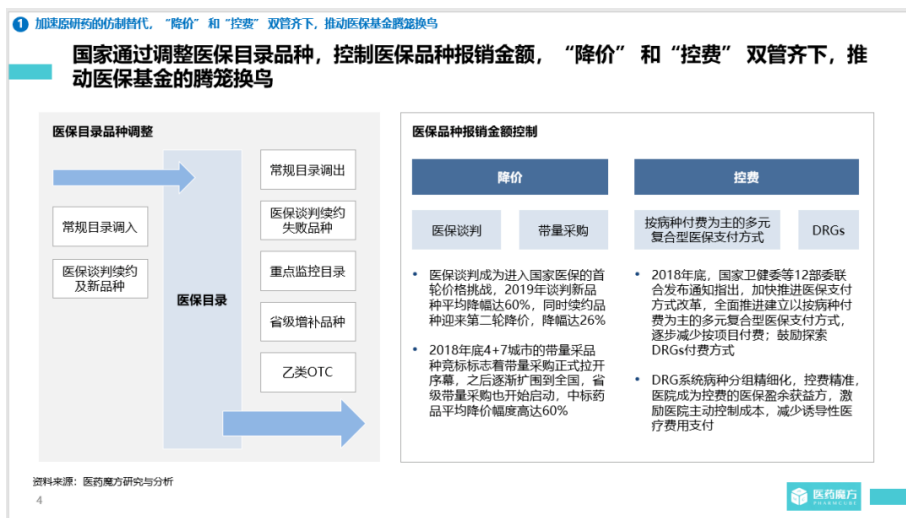 1 加速原研药的仿制替代，“降价” 和 “控费” 双管齐下，推动医保基金腾笼换鸟
国家通过调整医保目录品种，控制医保品种报销金额，“降价” 和 “控费” 双管齐下，推
动医保基金的腾笼换鸟
医保目录品种调整
常规目录调入
医保谈判续约
及新品种
医保目录
常规目录调出
医保谈判续约
失败品种
重点监控目录
省级增补品种
乙类OTC
医保品种报销金额控制
降价
医保谈判
带量采购
• 医保谈判成为进入国家医保的首
轮价格挑战，2019年谈判新品
种平均降幅达60%，同时续约品
种迎来第二轮降价，降幅达26%
• 2018年底4+7城市的带量采品
种竞标标志着带量采购正式拉开
序幕，之后逐渐扩围到全国，省
级带量采购也开始启动，中标药
品平均降价幅度高达60%
控费
按病种付费为主的多元
复合型医保支付方式
DRGs
• 2018年底，国家卫健委等12部委联
合发布通知指出，加快推进医保支付
方式改革，全面推进建立以按病种付
费为主的多元复合型医保支付方式，
逐步减少按项目付费；鼓励探索
DRGs付费方式
• DRG系统病种分组精细化，控费精准，
医院成为控费的医保盈余获益方，激
励医院主动控制成本，减少诱导性医
疗费用支付
资料来源：医药魔方研究与分析
4
医药魔方
PHARMCUBE